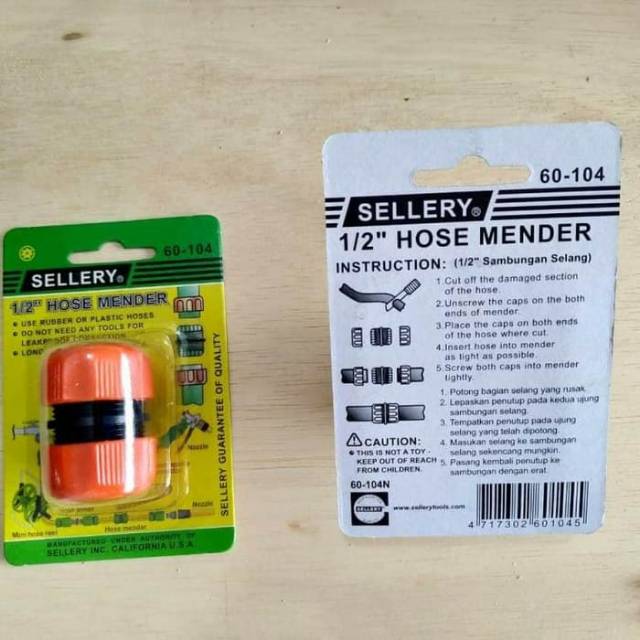 60-104
SELLERY®
1/2" HOSE MENDER
USE RUBBER OR PLASTIC HOSES
DO NOT NEED ANY TOOLS FOR
SELLERY GUARANTEE OF QUALITY
Nozzle
Nozzle
Hose mendar
Mini hose reel
MANUFACTURED UNDER AUTHORITY OF
SELLERY INC. CALIFORNIA U.S.A.
60-104
SELLERY®
1/2" HOSE MENDER
INSTRUCTION: (1/2" Sambungan Selang)
1. Cut off the damaged section
of the hose.
2. Unscrew the caps on the both
ends of mender.
3. Place the caps on both ends
of the hose where cut.
4. Insert hose into mender
as tight as possible.
5. Screw both caps into mender
tightly.
1. Potong bagian selang yang rusak.
2. Lepaskan penutup pada kedua ujung
sambungan selang.
3. Tempatkan penutup pada ujung
selang yang telah dipotong.
4. Masukan selang ke sambungan
selang sekencang mungkin.
5. Pasang kembali penutup ke
sambungan dengan erat.
CAUTION:
THIS IS NOT A TOY -
KEEP OUT OF REACH
FROM CHILDREN.
60-104N
SELLERY
www.sellerytools.com
4 717302 601045